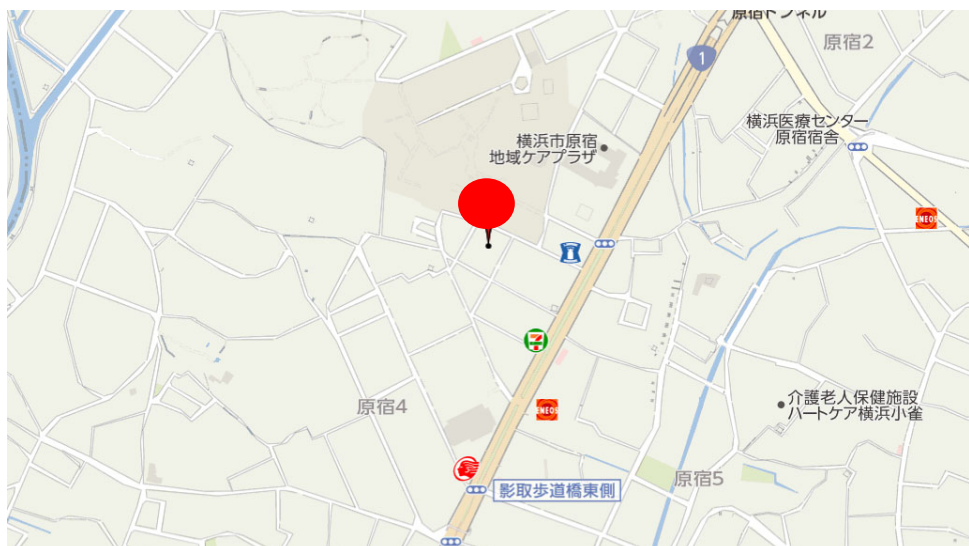 原宿トンネル
原宿2
1
横浜医療センター
原宿宿舎
横浜市原宿
地域ケアプラザ
ENEOS
7
ENEOS
原宿4
介護老人保健施設
ハートケア横浜小雀
原宿5
影取歩道橋東側